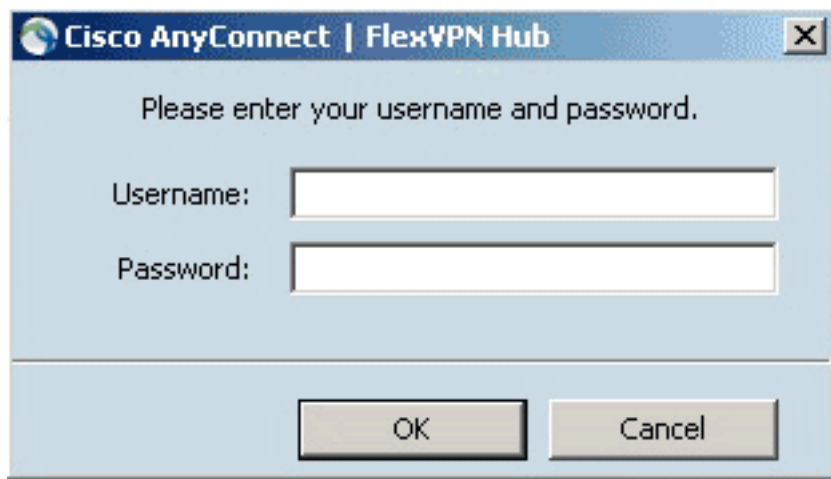 Cisco AnyConnect | FlexVPN Hub
Please enter your username and password.
Username:
Password:
OK Cancel